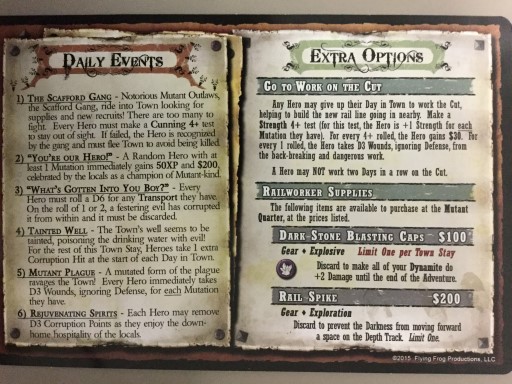 DAILY EVENTS
1) THE SCAFFORD GANG - Notorious Mutant Outlaws,
the Scafford Gang, ride into Town looking for
supplies and new recruits! There are too many to
fight. Every Hero must make a Cunning 4+ test
to stay out of sight. If failed, the Hero is recognized
by the gang and must flee Town to avoid being killed.
2) "YOU'RE OUR HERO!" - A Random Hero with at
least 1 Mutation immediately gains 50XP and $200,
celebrated by the locals as a champion of Mutant-kind.
3) "WHAT'S GOTTEN INTO YOU BOY?" - Every
Hero must roll a D6 for any Transport they have.
On the roll of 1 or 2, a festering evil has corrupted
it from within and it must be discarded.
4) TAINTED WELL - The Town's well seems to be
tainted, poisoning the drinking water with evil!
For the rest of this Town Stay, Heroes take 1 extra
Corruption Hit at the start of each Day in Town.
5) MUTANT PLAGUE - A mutated form of the plague
ravages the Town! Every Hero immediately takes
D3 Wounds, ignoring Defense, for each Mutation
they have.
6) REJUVENATING SPIRITS - Each Hero may remove
D3 Corruption Points as they enjoy the down-
home hospitality of the locals.
EXTRA OPTIONS
GO TO WORK ON THE CUT
Any Hero may give up their Day in Town to work the Cut,
helping to build the new rail line going nearby. Make a
Strength 4+ test (for this test, the Hero is +1 Strength for each
Mutation they have). For every 4+ rolled, the Hero gains $30. For
every 1 rolled, the Hero takes D3 Wounds, ignoring Defense, from
the back-breaking and dangerous work.
A Hero may NOT work two Days in a row on the Cut.
RAILWORKER SUPPLIES
The following items are available to purchase at the Mutant
Quarter, at the prices listed.
DARK-STONE BLASTING CAPS - $100
Gear • Explosive Limit One per Town Stay
Discard to make all of your Dynamite do
+2 Damage until the end of the Adventure.
RAIL SPIKE $200
Gear • Exploration
Discard to prevent the Darkness from moving forward
a space on the Depth Track. Limit One.
©2015 Flying Frog Productions, LLC